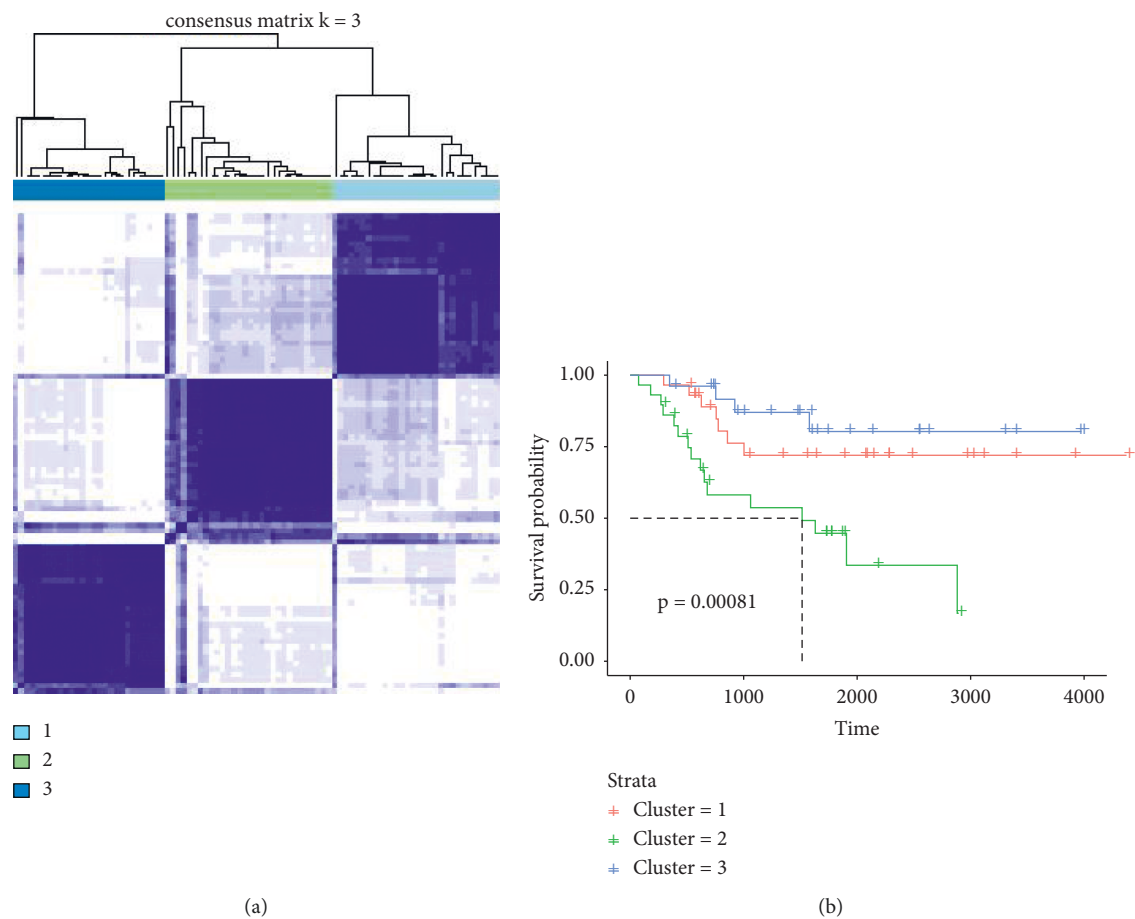 consensus matrix k = 3
1
2
3
(a)
Survival probability
1.00
0.75
0.50
0.25
0.00
p = 0.00081
0 1000 2000 3000 4000
Time
Strata
Cluster = 1
Cluster = 2
Cluster = 3
(b)